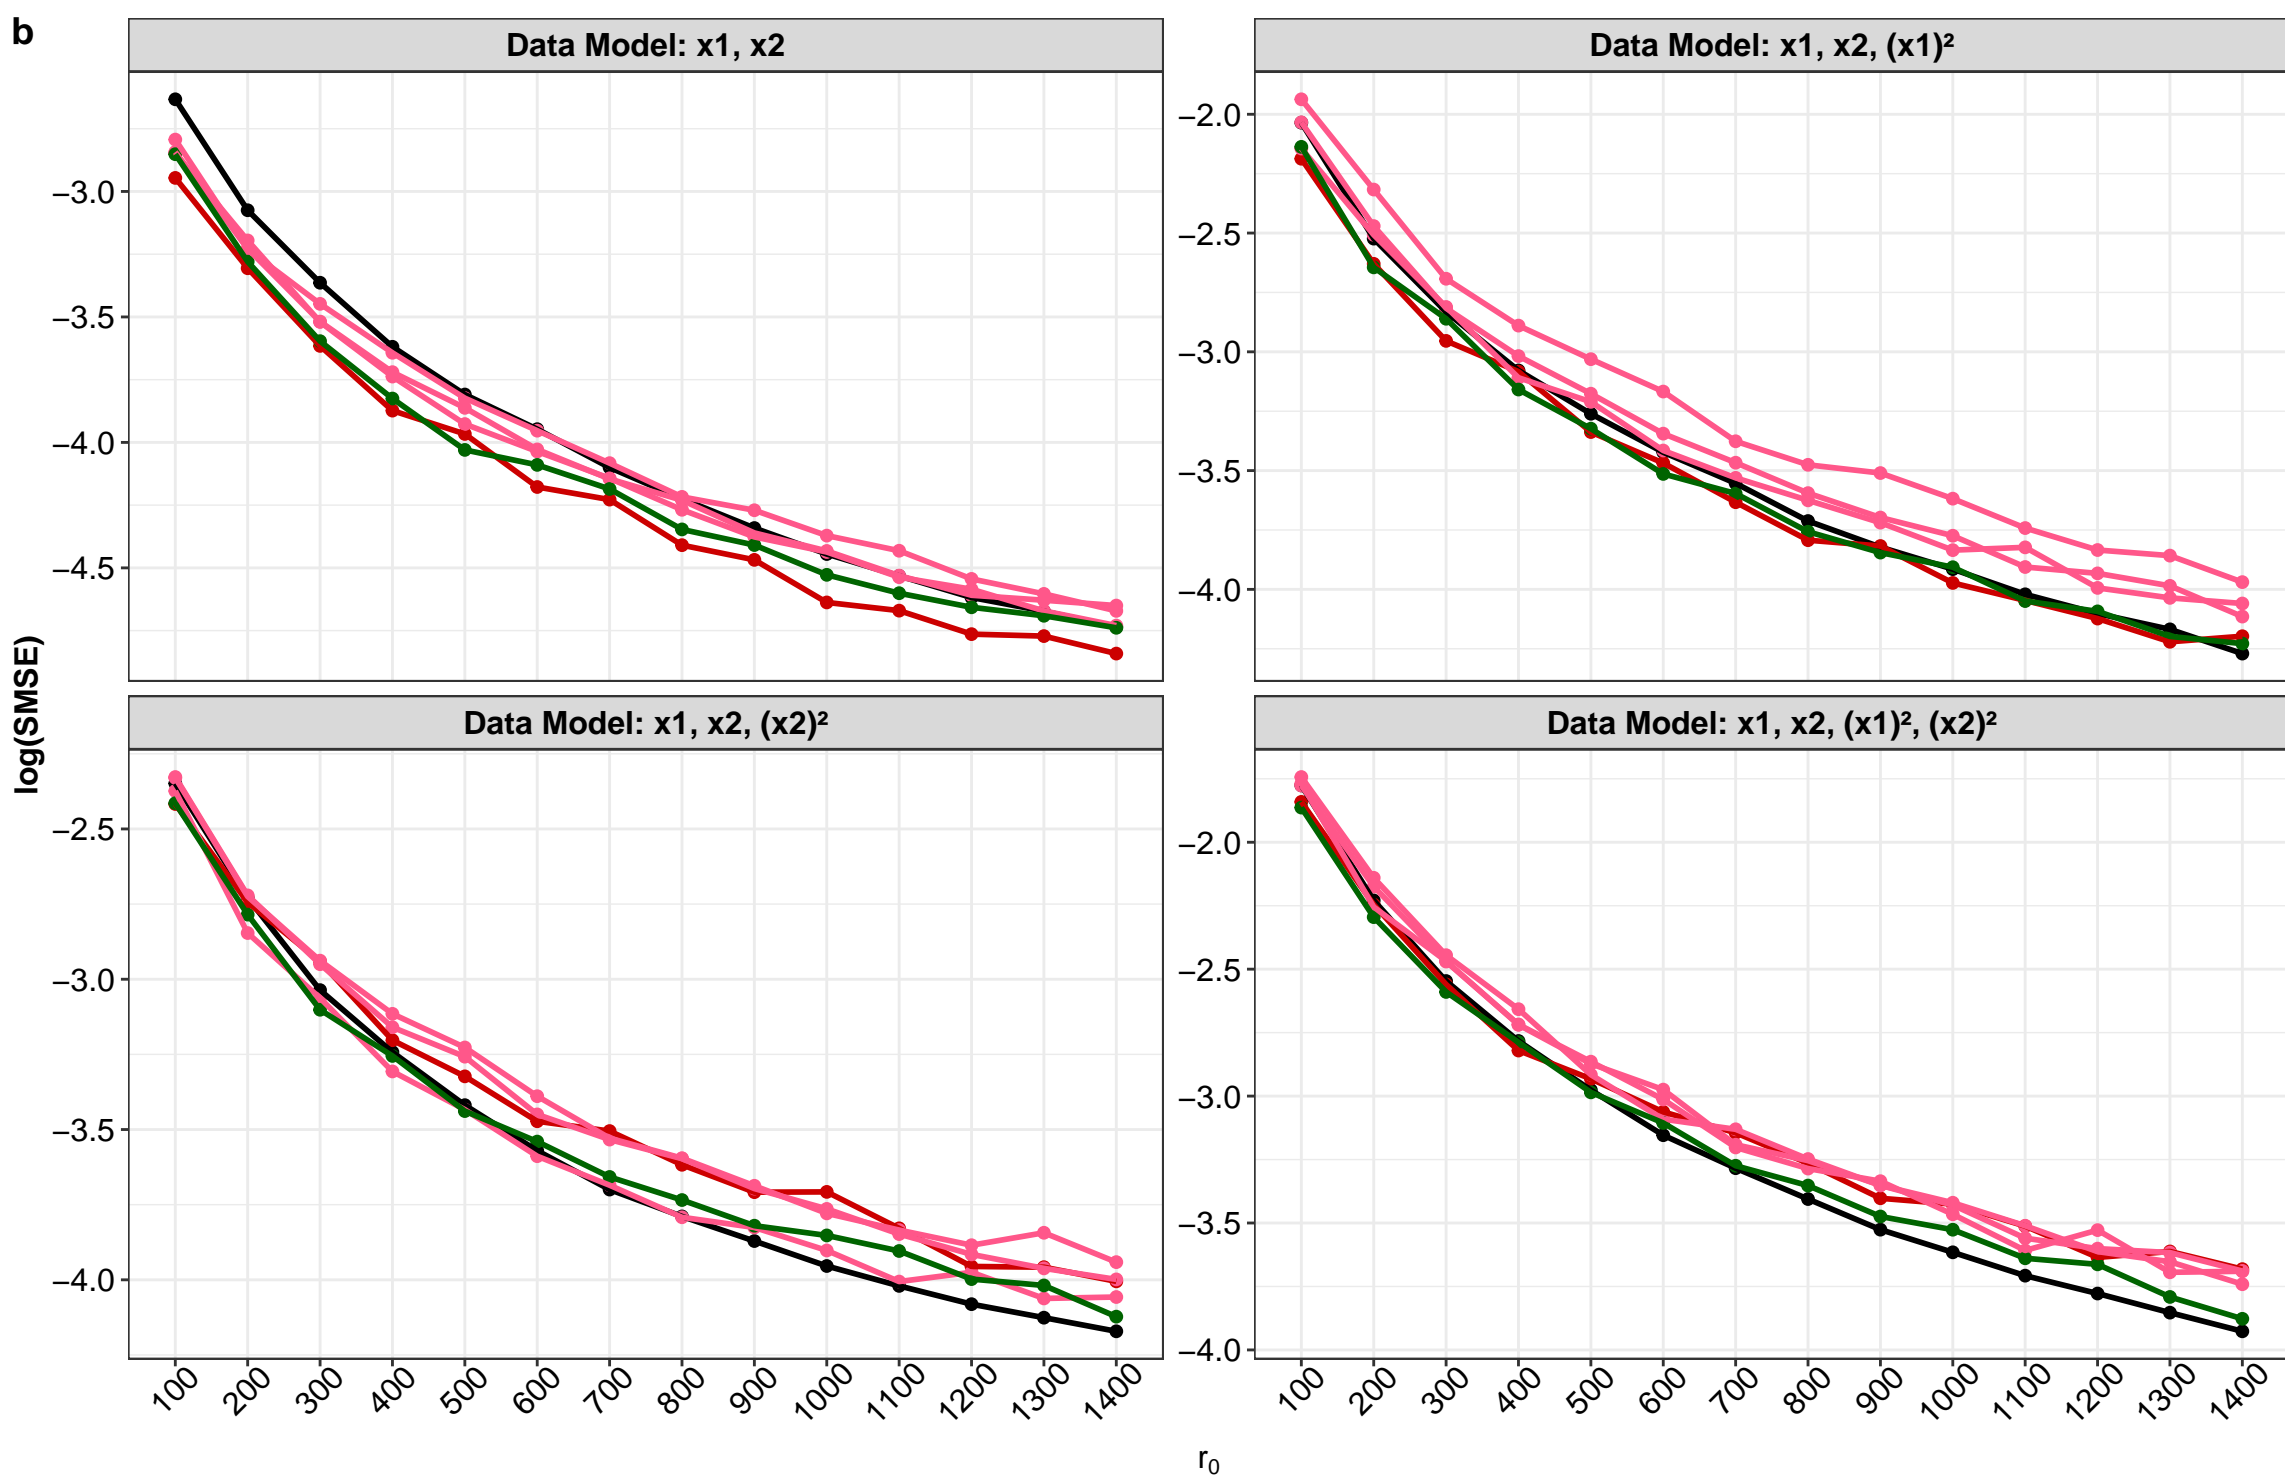 b
Data Model: x1, x2
Data Model: x1, x2, (x1)²
−3.0
−3.5
−4.0
−4.5
−2.0
−2.5
−3.0
−3.5
−4.0
Data Model: x1, x2, (x2)²
Data Model: x1, x2, (x1)², (x2)²
−2.5
−3.0
−3.5
−4.0
−2.0
−2.5
−3.0
−3.5
−4.0
log(SMSE)
100 200 300 400 500 600 700 800 900 1000 1100 1200 1300 1400
100 200 300 400 500 600 700 800 900 1000 1100 1200 1300 1400
r₀